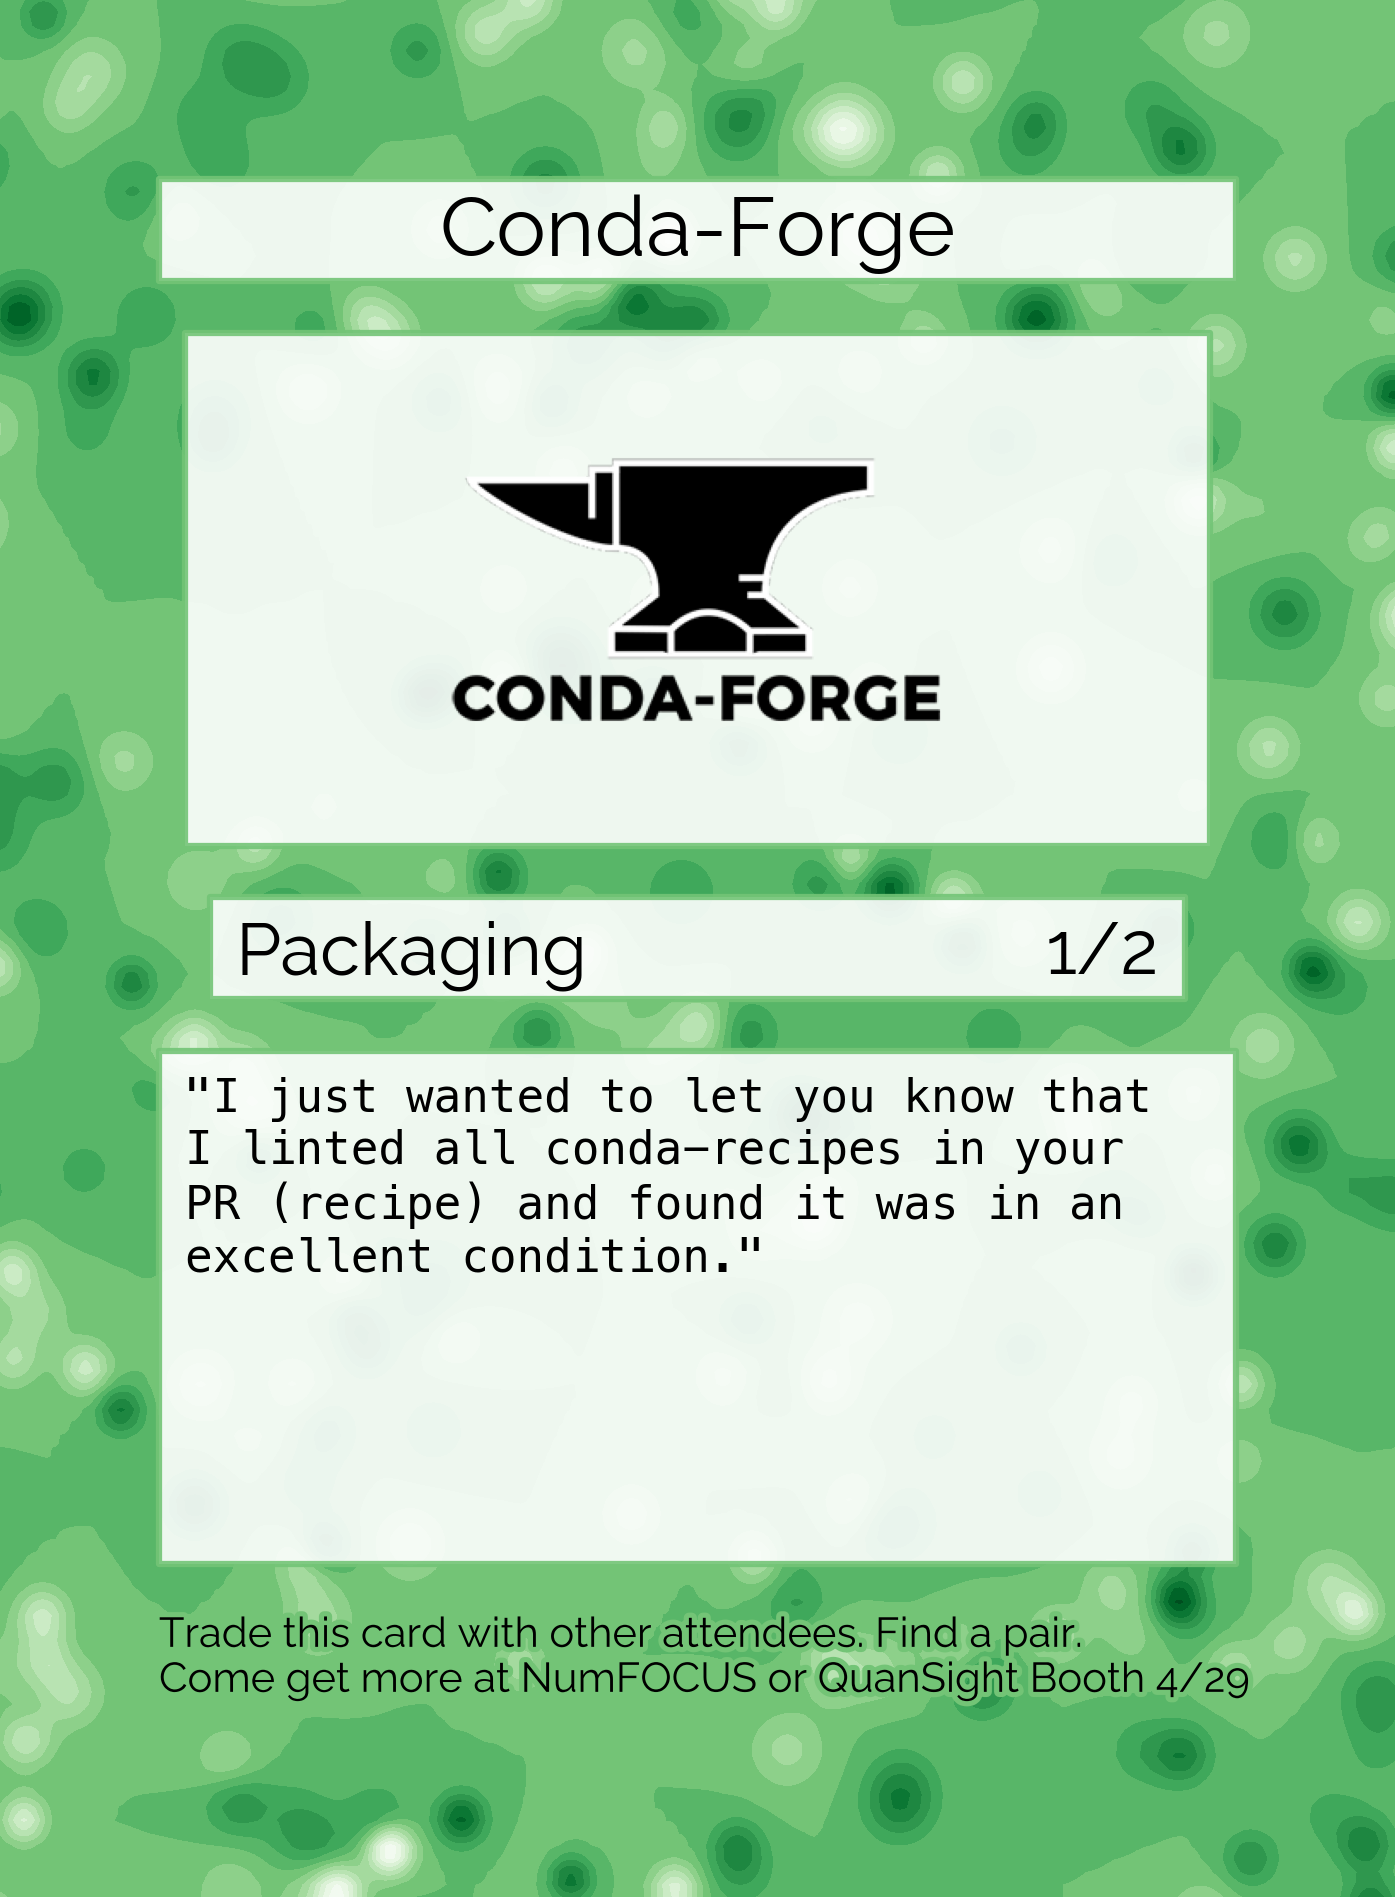 Conda-Forge
CONDA-FORGE
Packaging 1/2
"I just wanted to let you know that
I linted all conda-recipes in your
PR (recipe) and found it was in an
excellent condition."
Trade this card with other attendees. Find a pair.
Come get more at NumFOCUS or QuanSight Booth 4/29